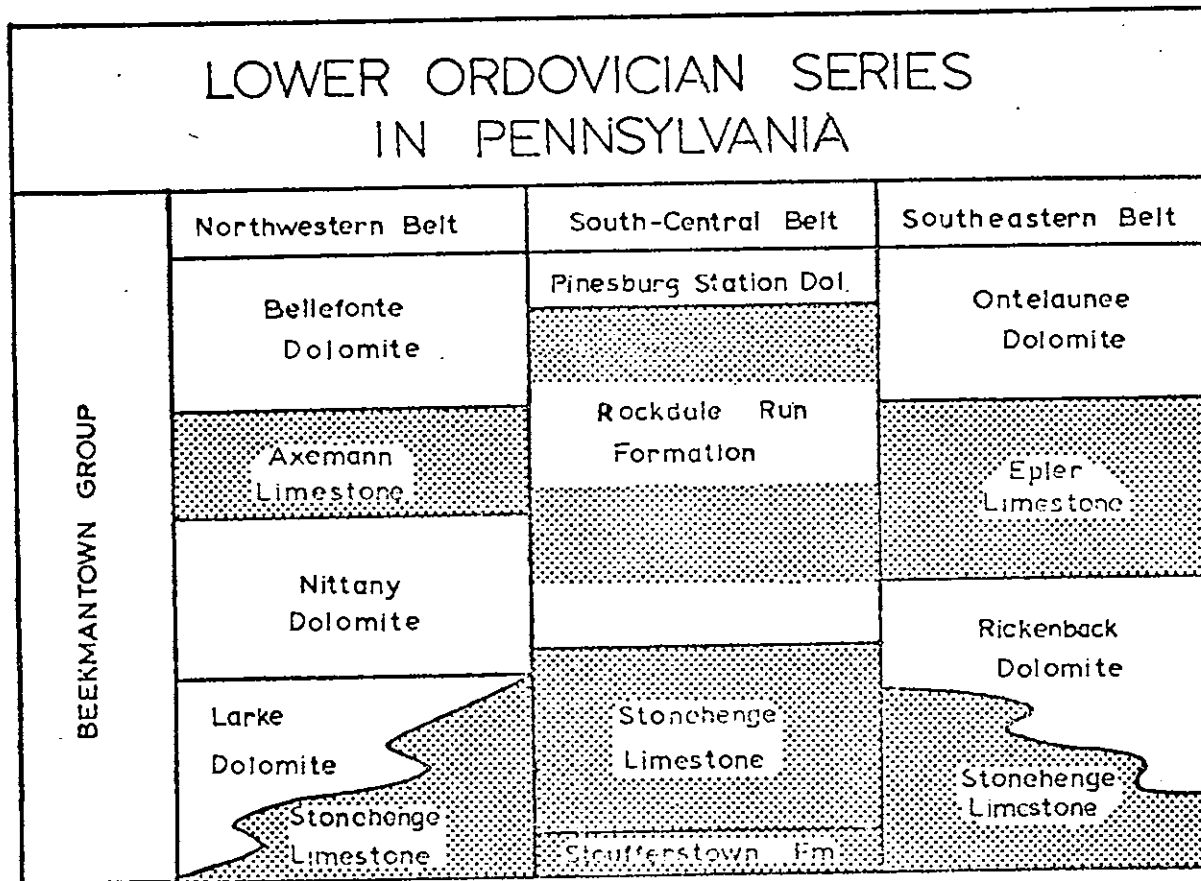 LOWER ORDOVICIAN SERIES
IN PENNSYLVANIA
BEEKMANTOWN GROUP
Northwestern Belt
South-Central Belt
Southeastern Belt
Bellefonte
Dolomite
Axemann
Limestone
Nittany
Dolomite
Larke
Dolomite
Stonehenge
Limestone
Pinesburg Station Dol.
Rockdale Run
Formation
Stonehenge
Limestone
Stoufferstown Fm.
Ontelaunee
Dolomite
Epler
Limestone
Rickenback
Dolomite
Stonehenge
Limestone